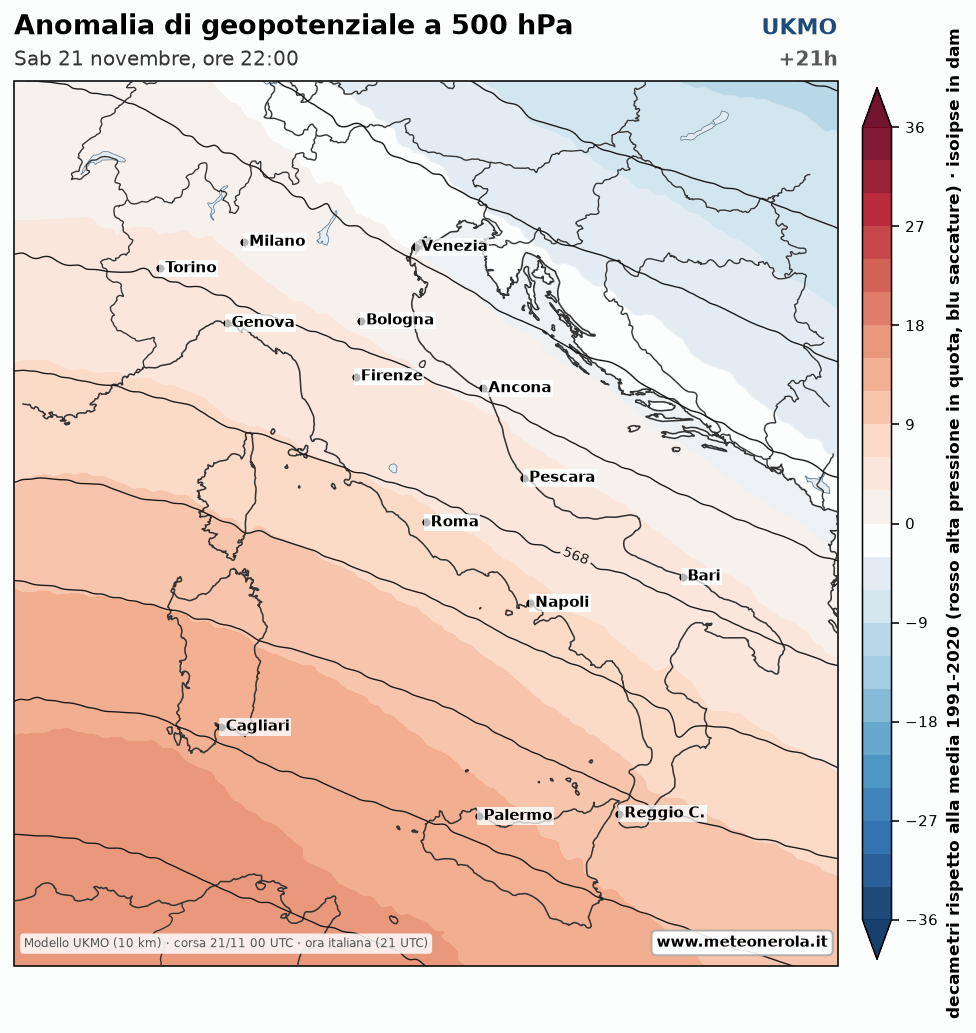 Anomalia di geopotenziale a 500 hPa
UKMO
Sab 21 novembre, ore 22:00
+21h
Milano
Venezia
Torino
Genova
Bologna
Firenze
Ancona
Pescara
Roma
568
Bari
Napoli
Cagliari
Palermo
Reggio C.
Modello UKMO (10 km) · corsa 21/11 00 UTC · ora italiana (21 UTC)
www.meteonerola.it
36
27
18
9
0
−9
−18
−27
−36
decametri rispetto alla media 1991-2020 (rosso alta pressione in quota, blu saccature) · isoipse in dam